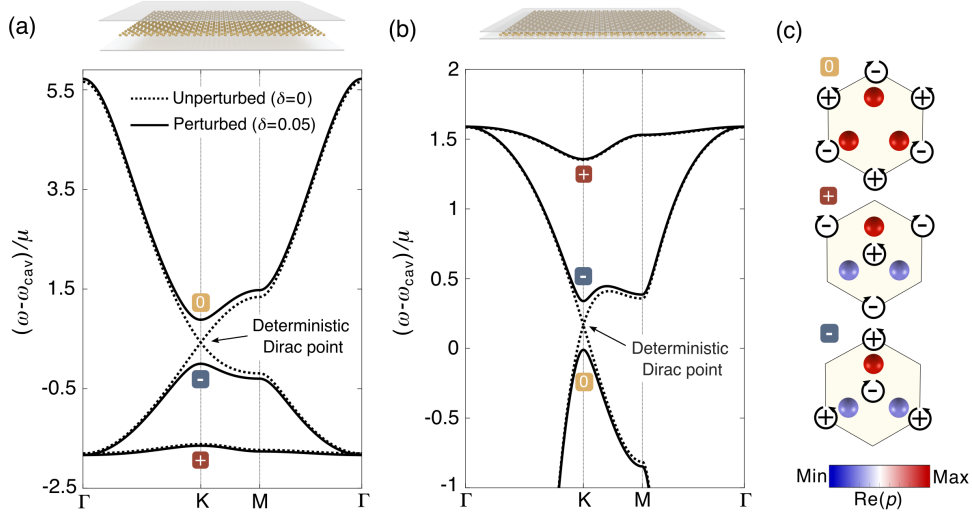 (a)
5.5
3.5
1.5
-0.5
-2.5
(ω-ω_cav)/μ
Unperturbed (δ=0)
Perturbed (δ=0.05)
0
Deterministic
Dirac point
-
+
Γ K M Γ
(b)
2
1.5
1
0.5
0
-0.5
-1
(ω-ω_cav)/μ
+
-
Deterministic
Dirac point
0
Γ K M Γ
(c)
0
-
+ +
- -
+
+
- -
+
-
-
+
-
+ +
Min Max
Re(p)